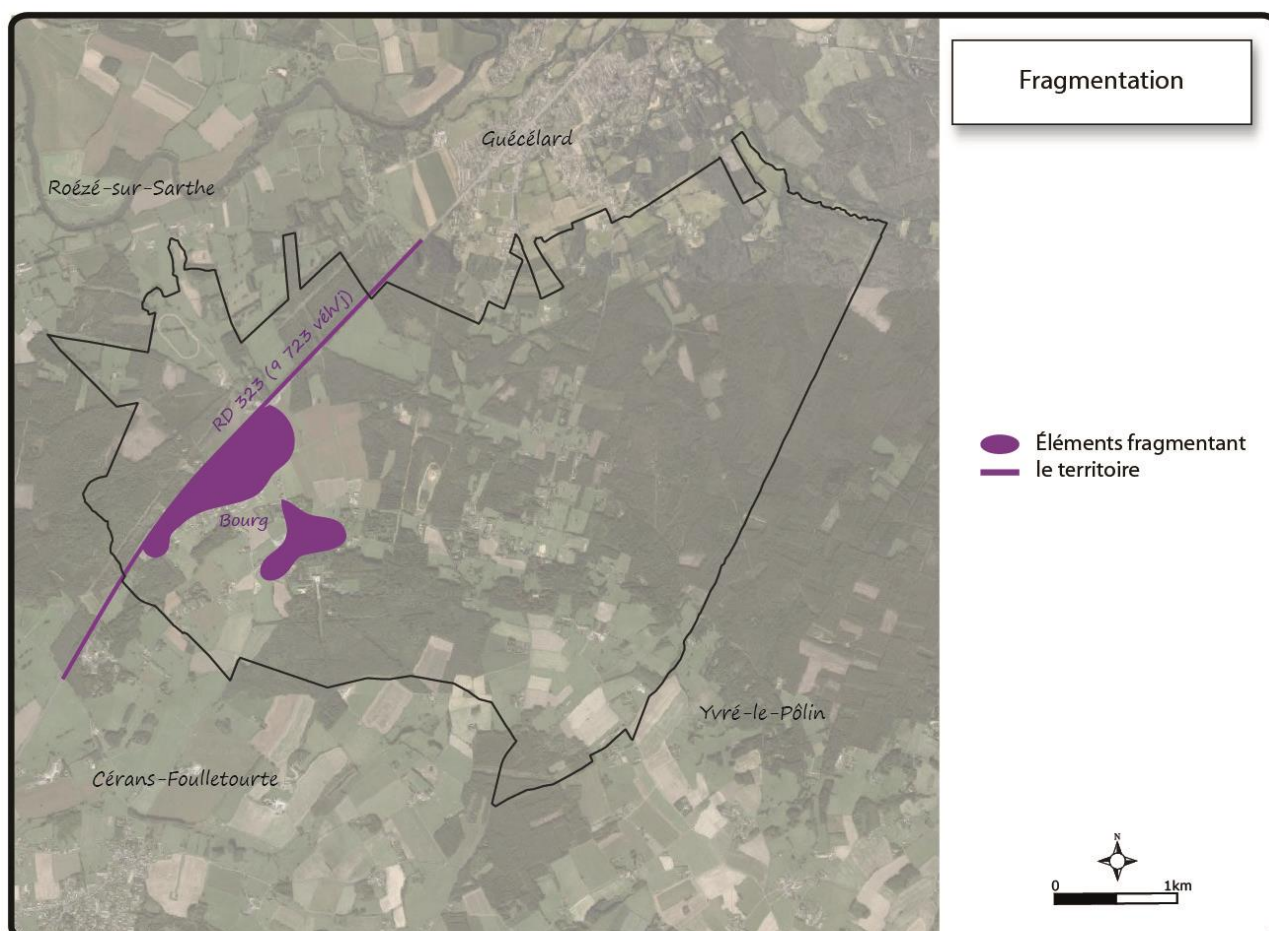 Fragmentation
Guécélard
Roézé-sur-Sarthe
RD 323 (9 723 véh/j)
Bourg
Éléments fragmentant
le territoire
Yvré-le-Pôlin
Cérans-Foulletourte
N
0 1km